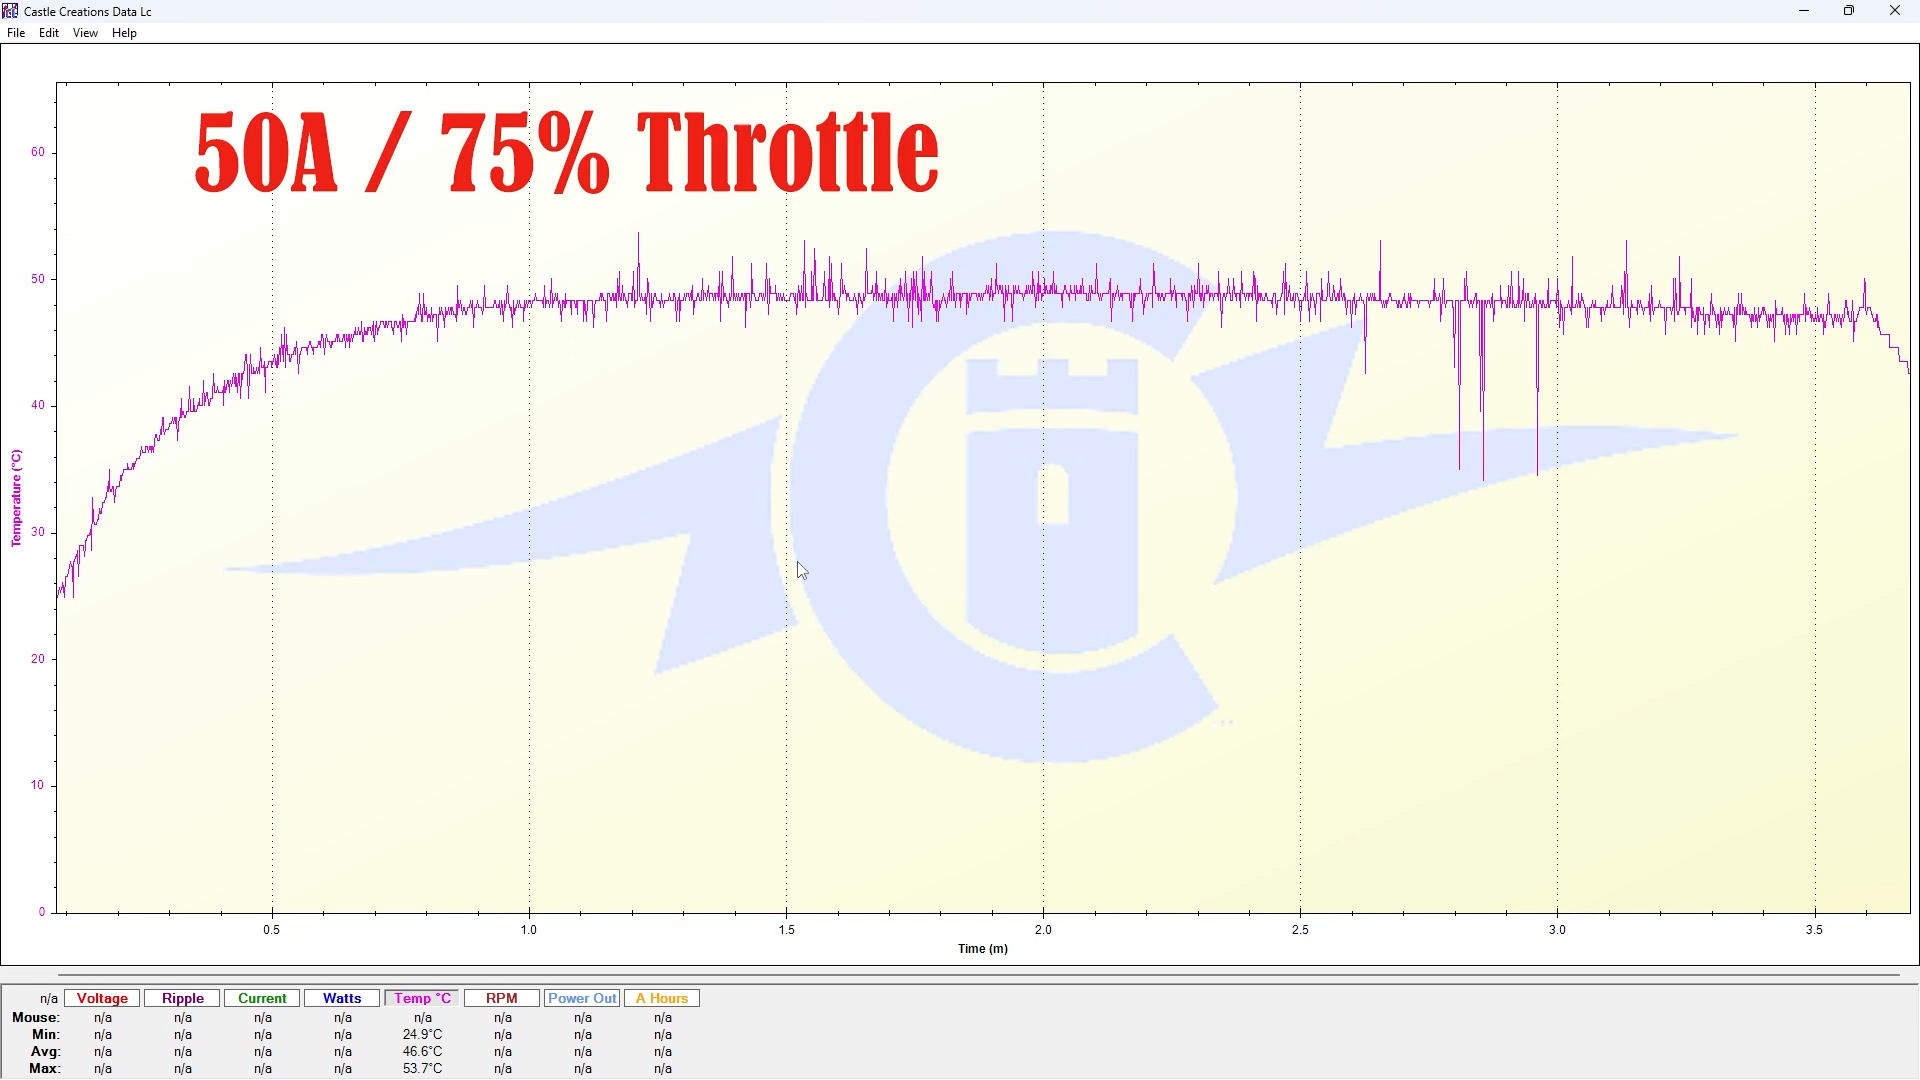 Castle Creations Data Lc
File Edit View Help
50A / 75% Throttle
60
50
40
30
20
10
0
Temperature (°C)
0.5 1.0 1.5 2.0 2.5 3.0 3.5
Time (m)
n/a Voltage Ripple Current Watts Temp °C RPM Power Out A Hours
Mouse: n/a n/a n/a n/a n/a n/a n/a n/a
Min: n/a n/a n/a n/a 24.9°C n/a n/a n/a
Avg: n/a n/a n/a n/a 46.6°C n/a n/a n/a
Max: n/a n/a n/a n/a 53.7°C n/a n/a n/a